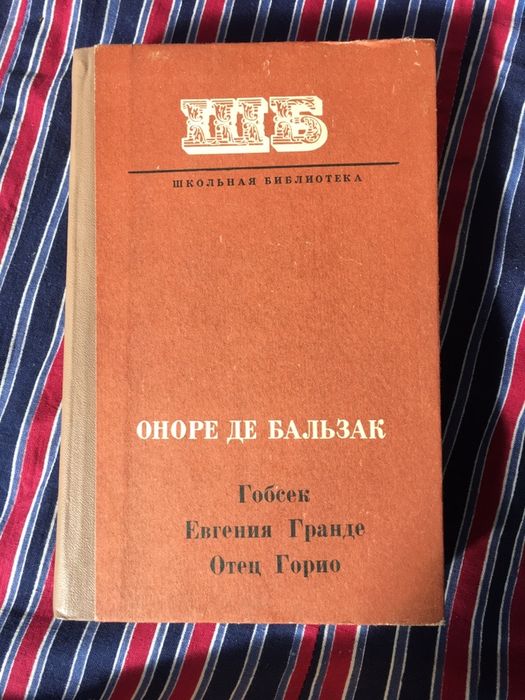 ШБ
ШКОЛЬНАЯ БИБЛИОТЕКА
ОНОРЕ ДЕ БАЛЬЗАК
Гобсек
Евгения Гранде
Отец Горио